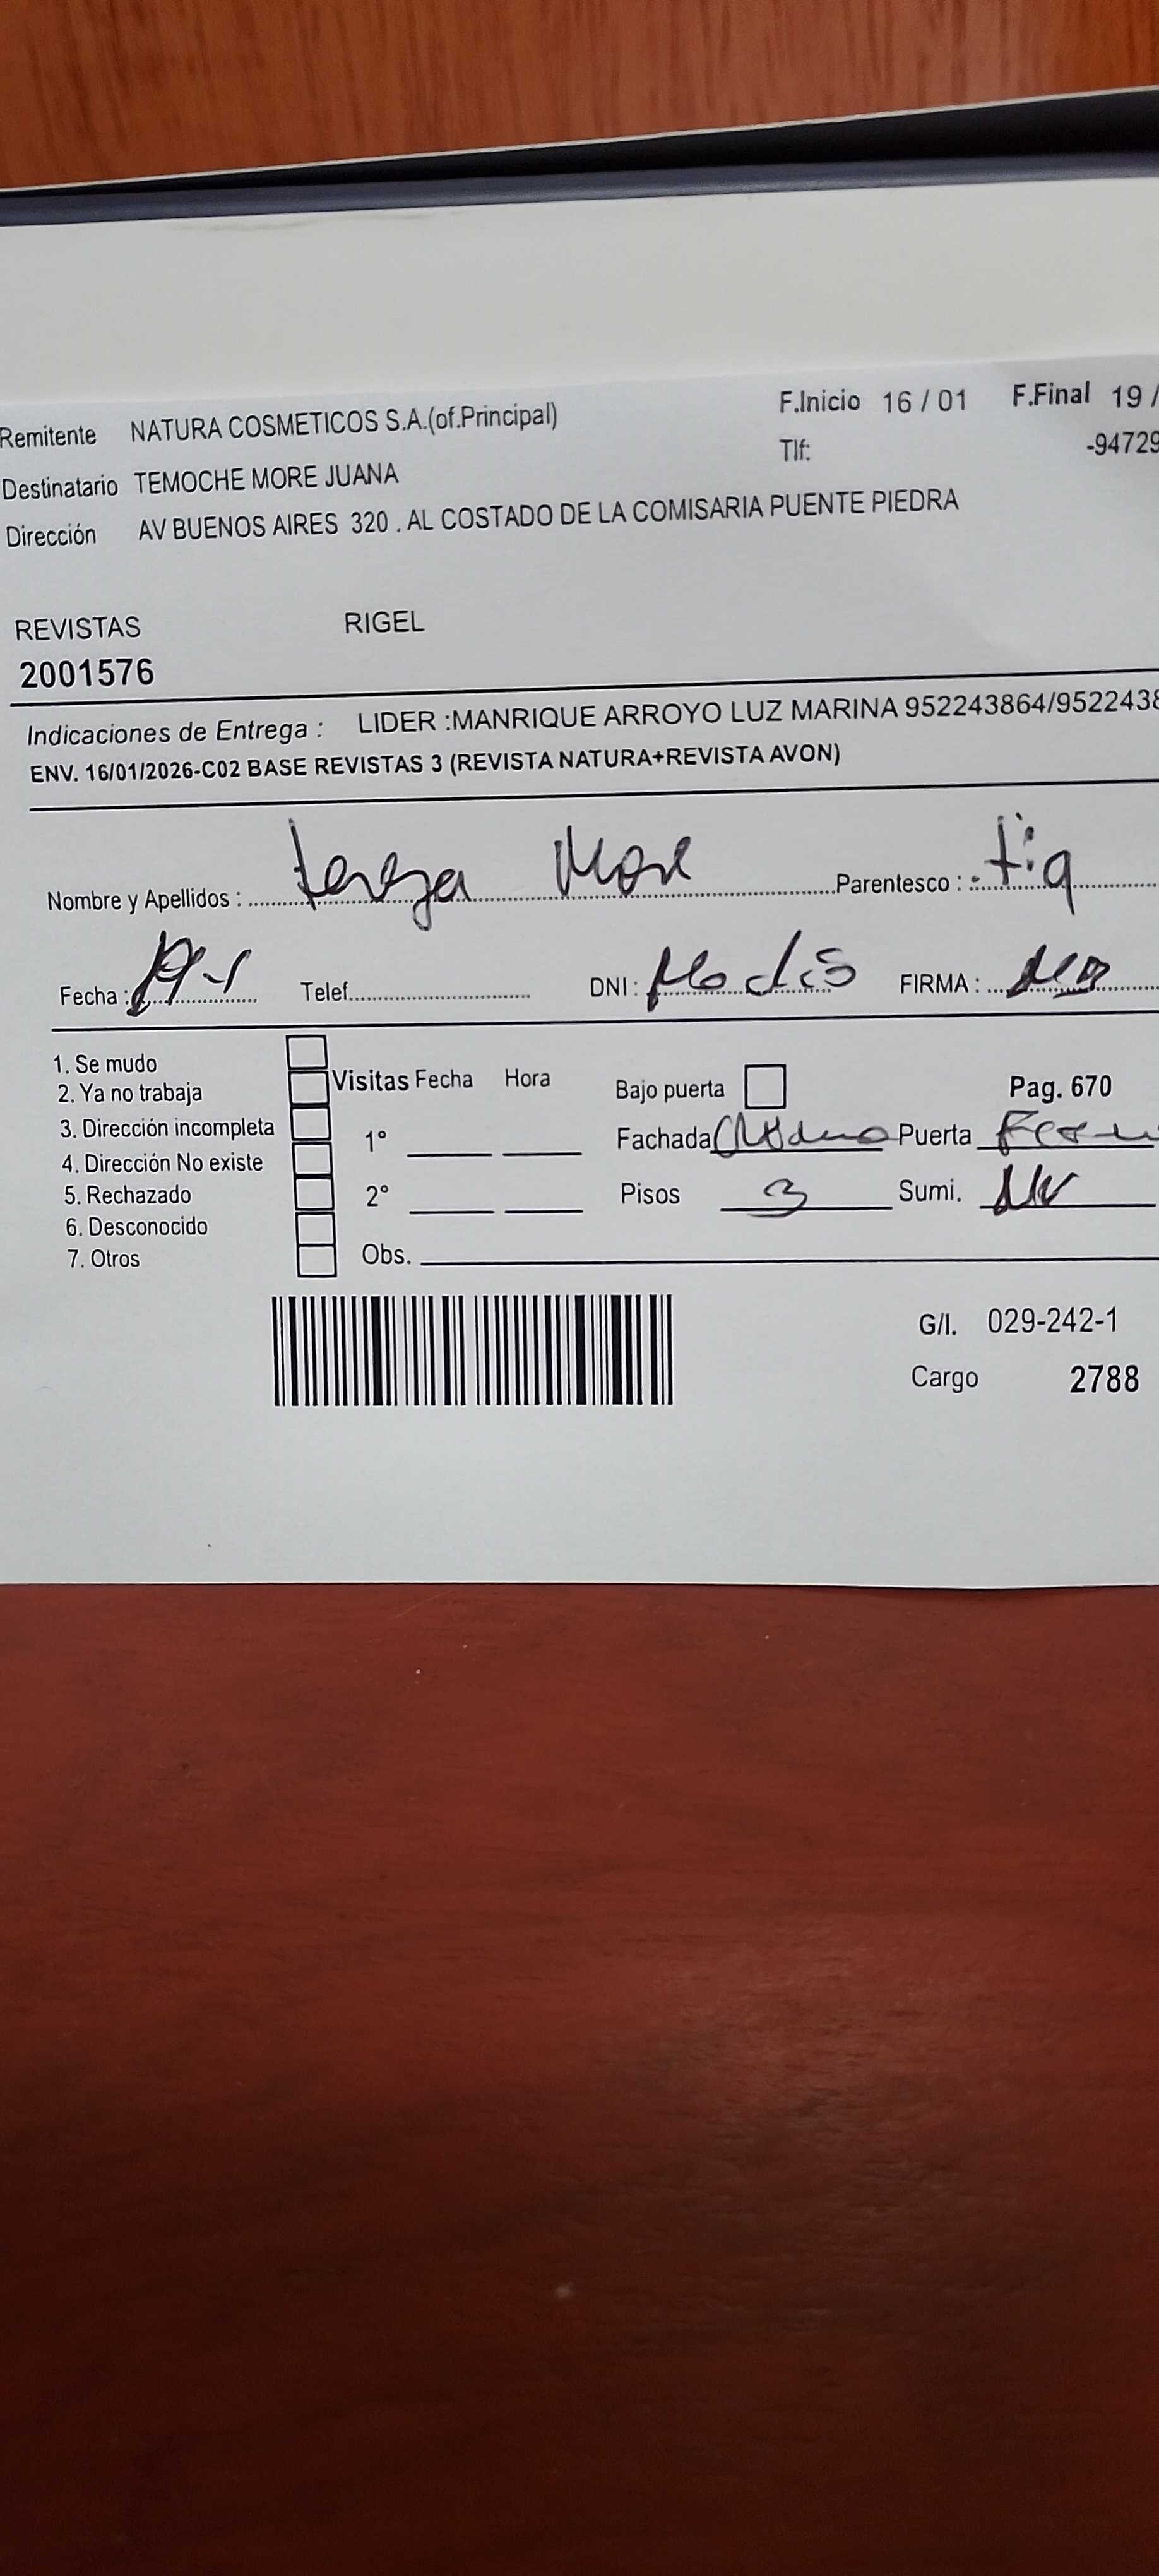 Remitente NATURA COSMETICOS S.A.(of.Principal) F.Inicio 16 / 01 F.Final 19 /
Tlf: -94729
Destinatario TEMOCHE MORE JUANA
Dirección AV BUENOS AIRES 320 . AL COSTADO DE LA COMISARIA PUENTE PIEDRA
REVISTAS RIGEL
2001576
Indicaciones de Entrega : LIDER :MANRIQUE ARROYO LUZ MARINA 952243864/9522438
ENV. 16/01/2026-C02 BASE REVISTAS 3 (REVISTA NATURA+REVISTA AVON)
Nombre y Apellidos : tereza More Parentesco : tia
Fecha : Telef. DNI : No dis FIRMA :
1. Se mudo
2. Ya no trabaja Visitas Fecha Hora Bajo puerta Pag. 670
3. Dirección incompleta 1° Fachada Puerta
4. Dirección No existe
5. Rechazado 2° Pisos 3 Sumi.
6. Desconocido
7. Otros Obs.
G/l. 029-242-1
Cargo 2788